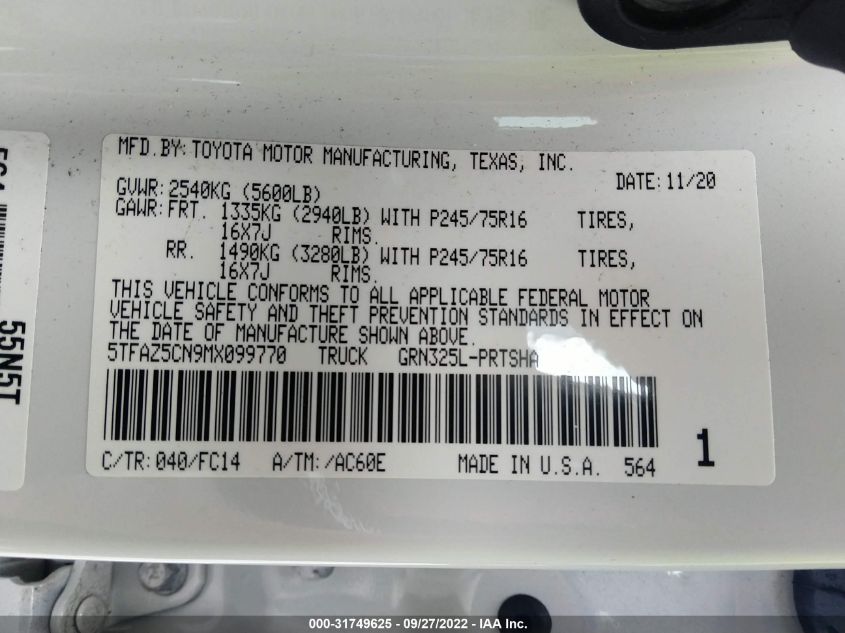 MFD.BY:TOYOTA MOTOR MANUFACTURING, TEXAS, INC.
DATE:11/20
GVWR:2540KG (5600LB)
GAWR:FRT. 1335KG (2940LB) WITH P245/75R16 TIRES,
16X7J RIMS.
RR. 1490KG (3280LB) WITH P245/75R16 TIRES,
16X7J RIMS.
THIS VEHICLE CONFORMS TO ALL APPLICABLE FEDERAL MOTOR
VEHICLE SAFETY AND THEFT PREVENTION STANDARDS IN EFFECT ON
THE DATE OF MANUFACTURE SHOWN ABOVE.
5TFAZ5CN9MX099770 TRUCK GRN325L-PRTSHA
C/TR:040/FC14 A/TM:/AC60E MADE IN U.S.A. 564
1
55N5T
000-31749625 - 09/27/2022 - IAA Inc.